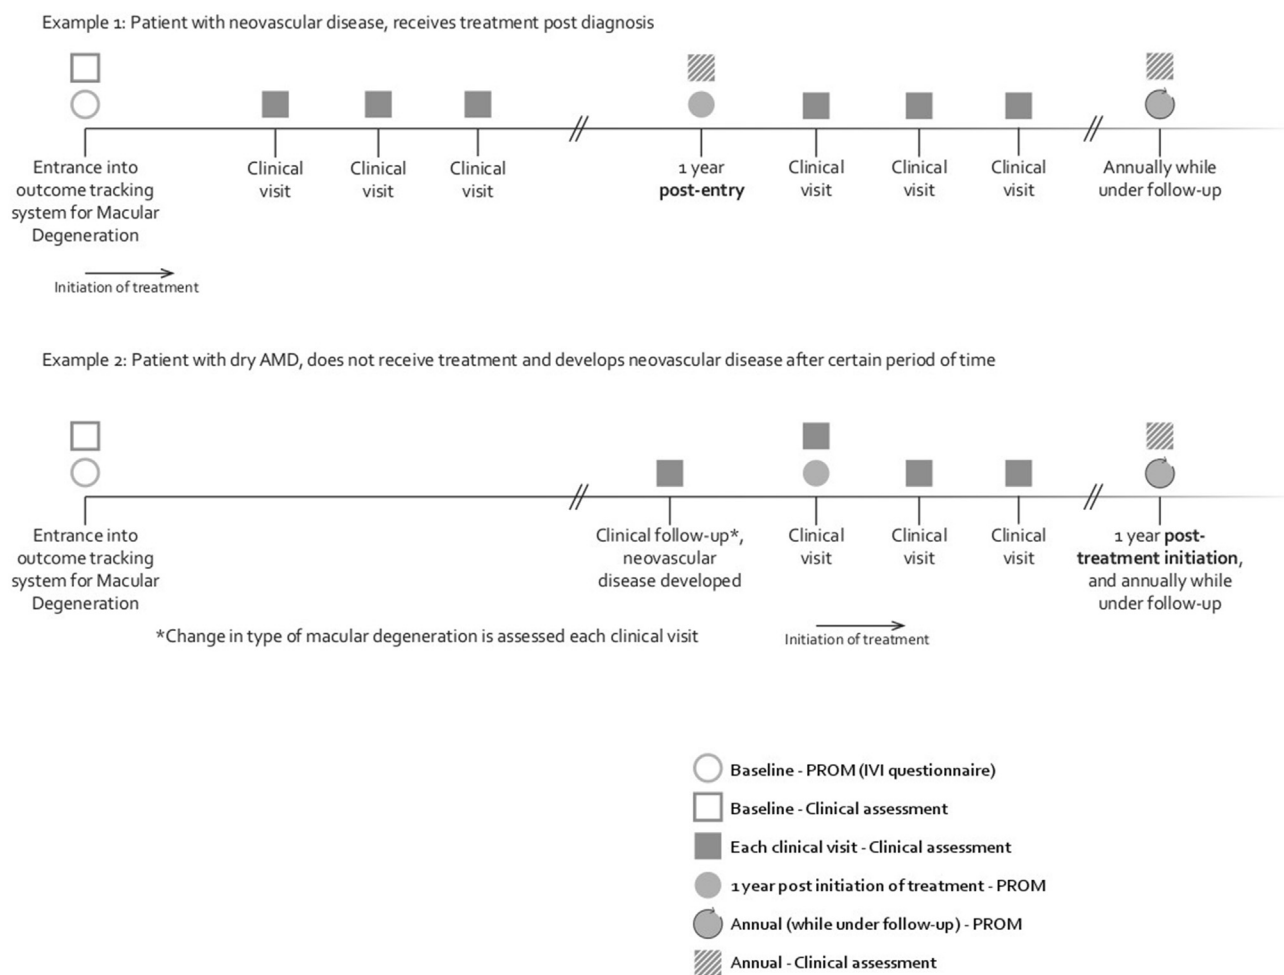 Example 1: Patient with neovascular disease, receives treatment post diagnosis
Entrance into
outcome tracking
system for Macular
Degeneration
Clinical
visit
Clinical
visit
Clinical
visit
1 year
post-entry
Clinical
visit
Clinical
visit
Clinical
visit
Annually while
under follow-up
Initiation of treatment
Example 2: Patient with dry AMD, does not receive treatment and develops neovascular disease after certain period of time
Entrance into
outcome tracking
system for Macular
Degeneration
Clinical follow-up*,
neovascular
disease developed
Clinical
visit
Clinical
visit
Clinical
visit
1 year post-
treatment initiation,
and annually while
under follow-up
*Change in type of macular degeneration is assessed each clinical visit
Initiation of treatment
Baseline - PROM (IVI questionnaire)
Baseline - Clinical assessment
Each clinical visit - Clinical assessment
1 year post initiation of treatment - PROM
Annual (while under follow-up) - PROM
Annual - Clinical assessment